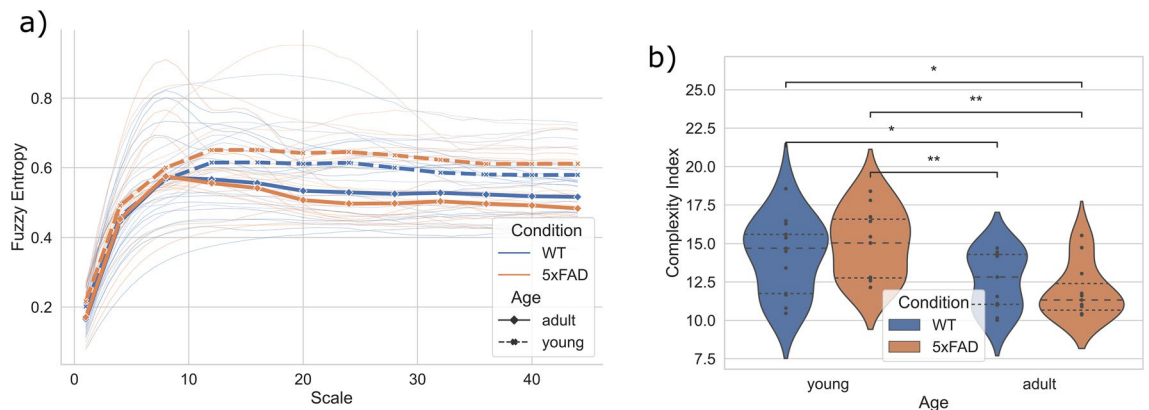 a)
0.8
0.6
0.4
0.2
Fuzzy Entropy
0
10
20
30
40
Scale
Condition
WT
5xFAD
Age
adult
young
b)
25.0
22.5
20.0
17.5
15.0
12.5
10.0
7.5
Complexity Index
*
**
*
**
Condition
WT
5xFAD
young
adult
Age